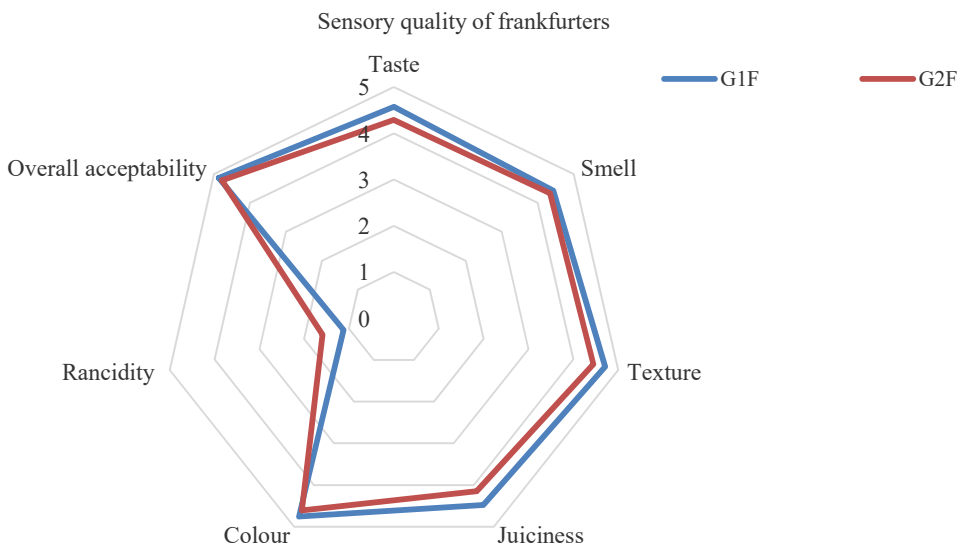 Sensory quality of frankfurters
Taste
G1F
G2F
5
4
3
2
1
0
Overall acceptability
Smell
Rancidity
Texture
Colour
Juiciness